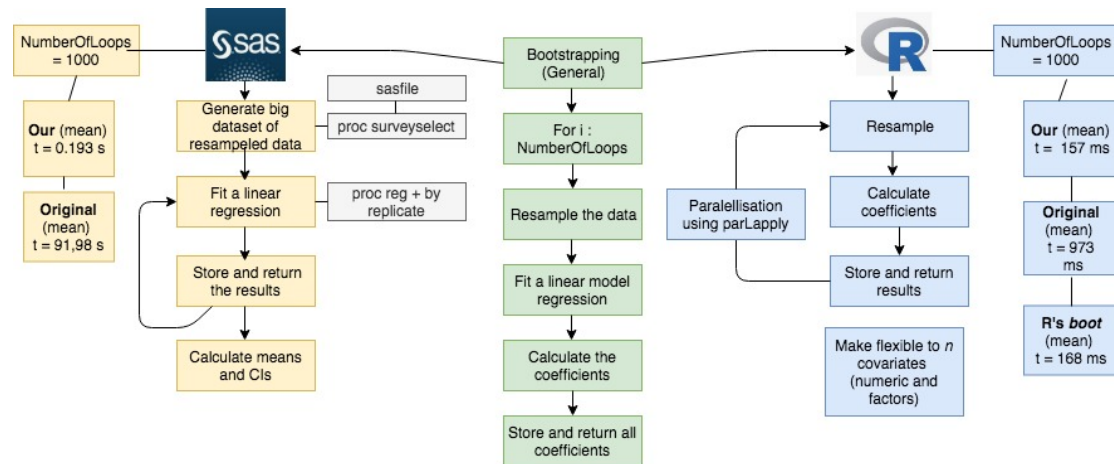 NumberOfLoops
= 1000
Our (mean)
t = 0.193 s
Original
(mean)
t = 91,98 s
sas
Generate big
dataset of
resampeled data
sasfile
proc surveyselect
Fit a linear
regression
proc reg + by
replicate
Store and return
the results
Calculate means
and CIs
Bootstrapping
(General)
For i :
NumberOfLoops
Resample the data
Fit a linear model
regression
Calculate the
coefficients
Store and return all
coefficients
R
Resample
Paralellisation
using parLapply
Calculate
coefficients
Store and return
results
Make flexible to n
covariates
(numeric and
factors)
NumberOfLoops
= 1000
Our (mean)
t = 157 ms
Original
(mean)
t = 973
ms
R's boot
(mean)
t = 168 ms